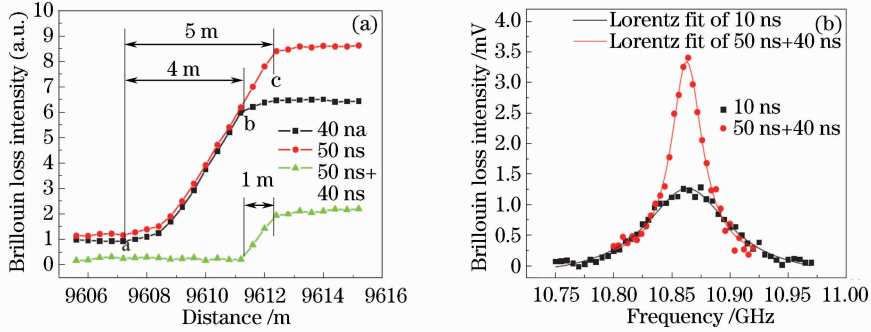 (a)
Brillouin loss intensity (a.u.)
10
9
8
7
6
5
4
3
2
1
0
5 m
4 m
c
b
a
1 m
40 na
50 ns
50 ns+
40 ns
9606 9608 9610 9612 9614 9616
Distance /m
(b)
Brillouin loss intensity /mV
4.0
3.5
3.0
2.5
2.0
1.5
1.0
0.5
0
Lorentz fit of 10 ns
Lorentz fit of 50 ns+40 ns
10 ns
50 ns+40 ns
10.75 10.80 10.85 10.90 10.95 11.00
Frequency /GHz